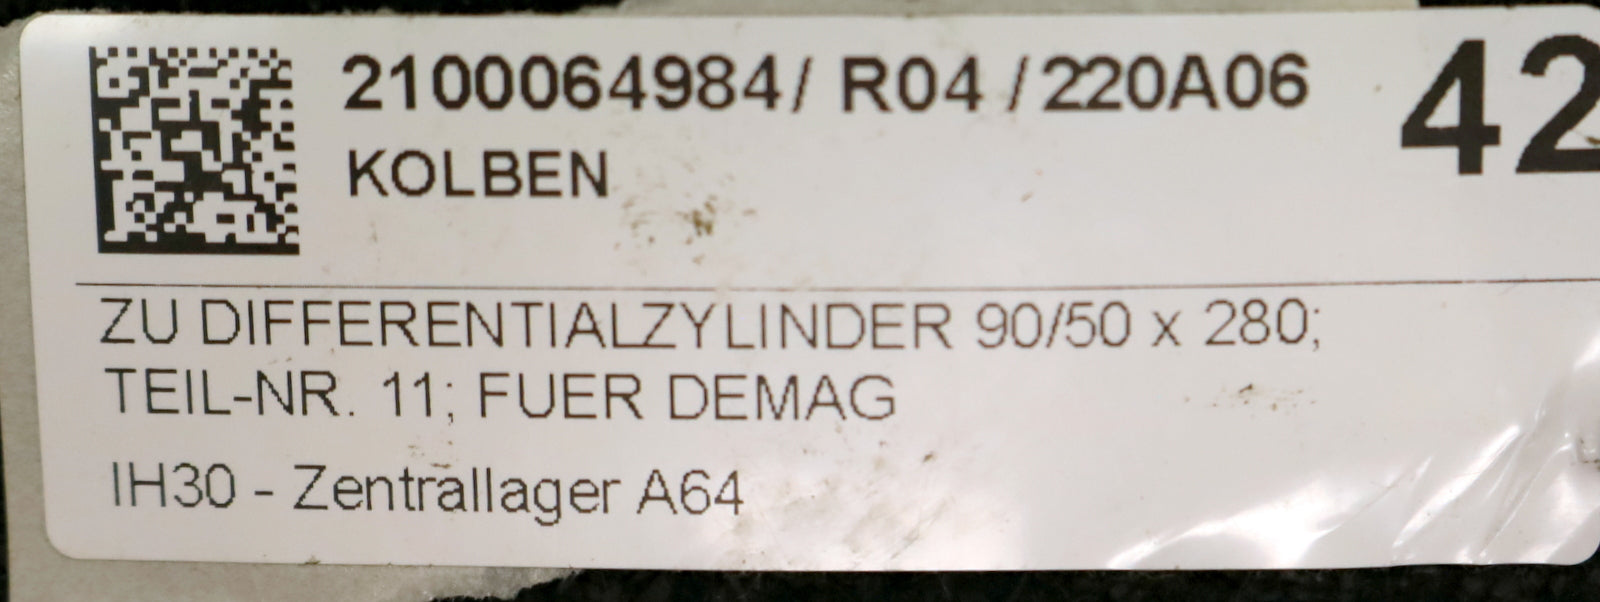 2100064984/ R04 / 220A06
42
KOLBEN
ZU DIFFERENTIALZYLINDER 90/50 x 280;
TEIL-NR. 11; FUER DEMAG
IH30 - Zentrallager A64